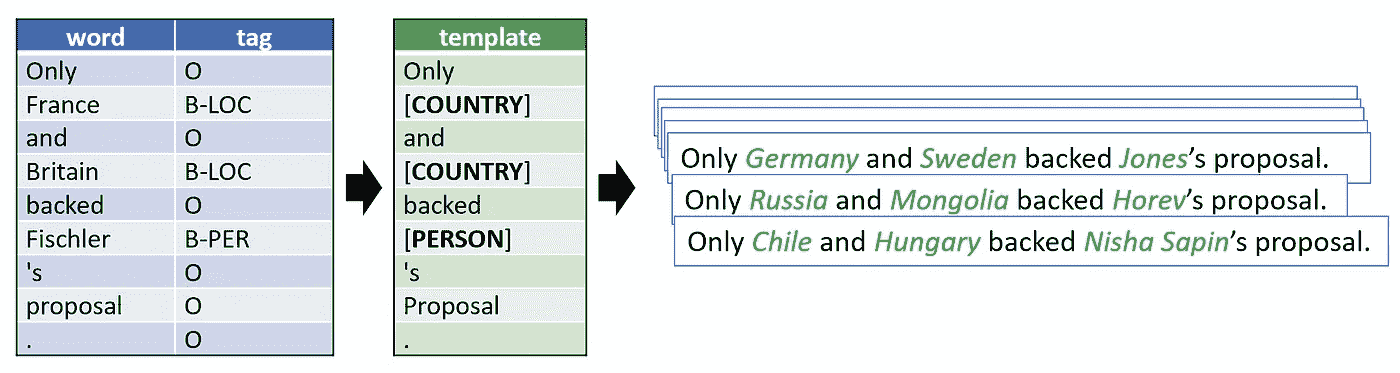 word tag
Only O
France B-LOC
and O
Britain B-LOC
backed O
Fischler B-PER
's O
proposal O
. O
template
Only
[COUNTRY]
and
[COUNTRY]
backed
[PERSON]
's
Proposal
.
Only Germany and Sweden backed Jones’s proposal.
Only Russia and Mongolia backed Horev’s proposal.
Only Chile and Hungary backed Nisha Sapin’s proposal.